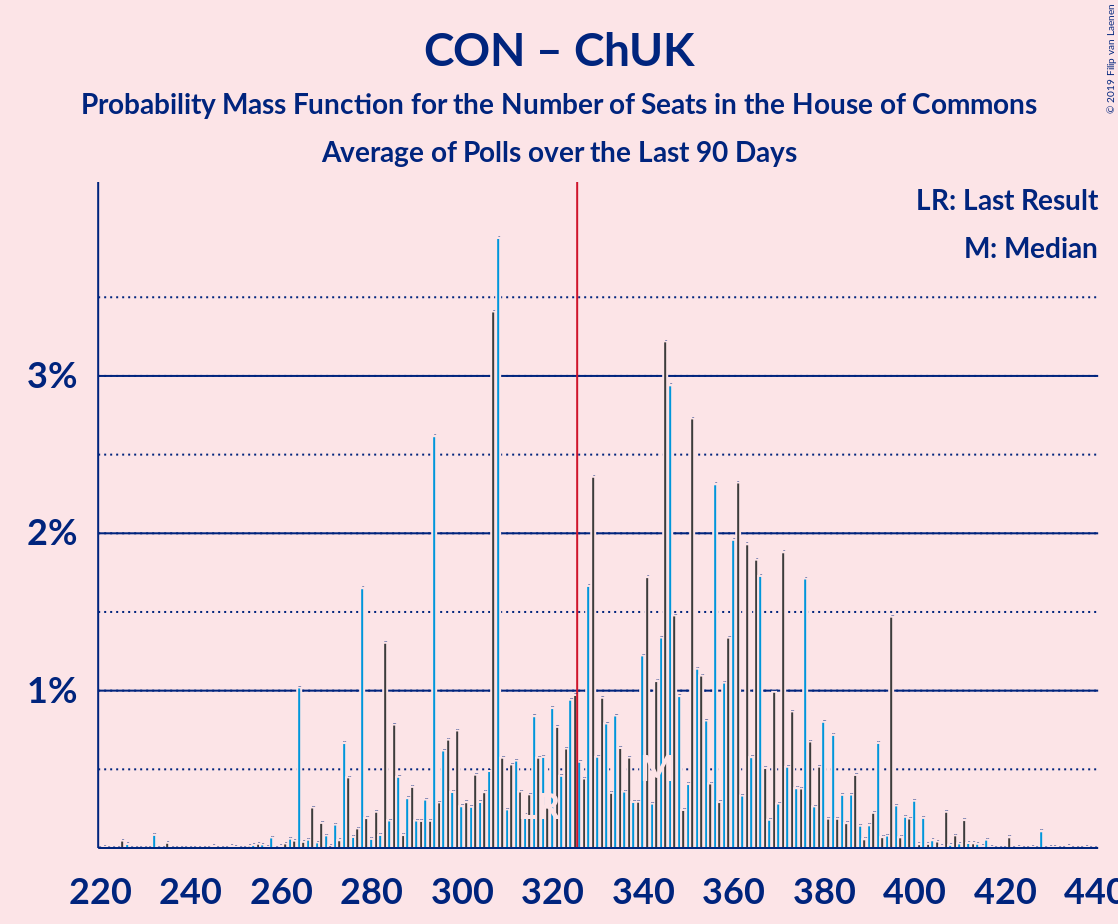 CON – ChUK
Probability Mass Function for the Number of Seats in the House of Commons
Average of Polls over the Last 90 Days
© 2019 Filip van Laenen
LR: Last Result
M: Median
3%
2%
1%
LR
M
220 240 260 280 300 320 340 360 380 400 420 440